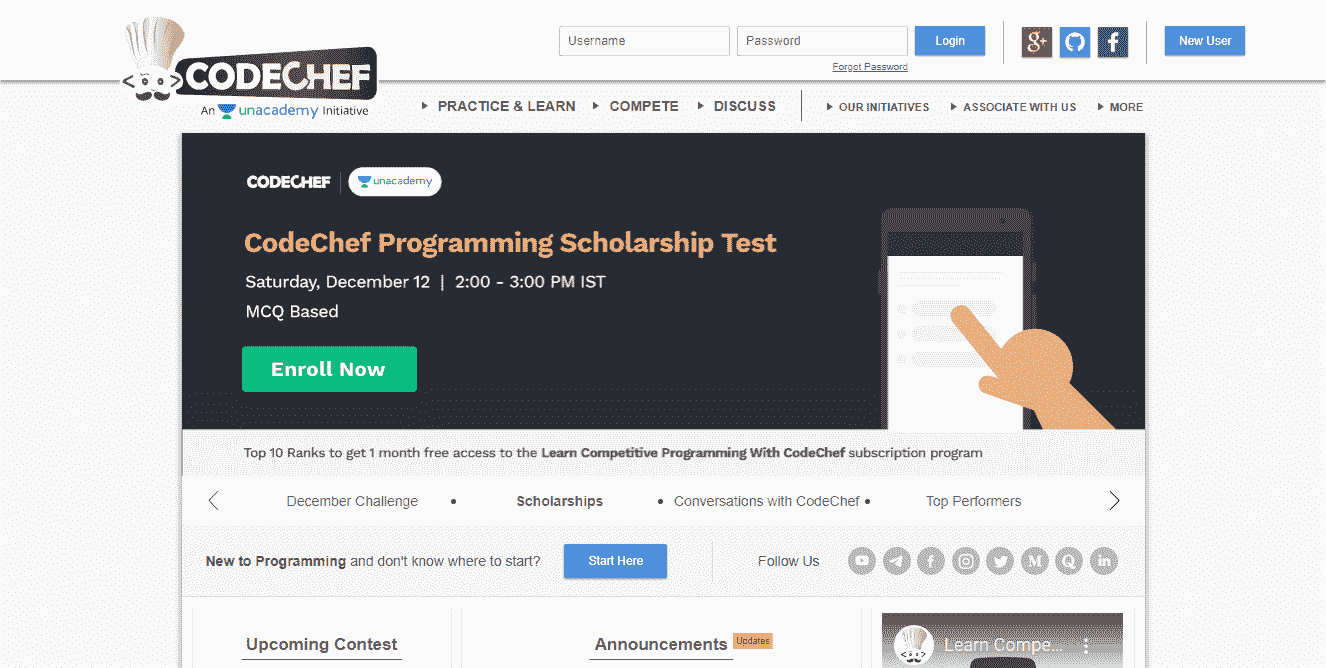 Username
Password
Login
New User
Forgot Password
CODECHEF
An unacademy Initiative
PRACTICE & LEARN
COMPETE
DISCUSS
OUR INITIATIVES
ASSOCIATE WITH US
MORE
CODECHEF
unacademy
CodeChef Programming Scholarship Test
Saturday, December 12 | 2:00 - 3:00 PM IST
MCQ Based
Enroll Now
Top 10 Ranks to get 1 month free access to the Learn Competitive Programming With CodeChef subscription program
December Challenge • Scholarships • Conversations with CodeChef • Top Performers
New to Programming and don't know where to start?
Start Here
Follow Us
Upcoming Contest
Announcements
Updates
Learn Compe...